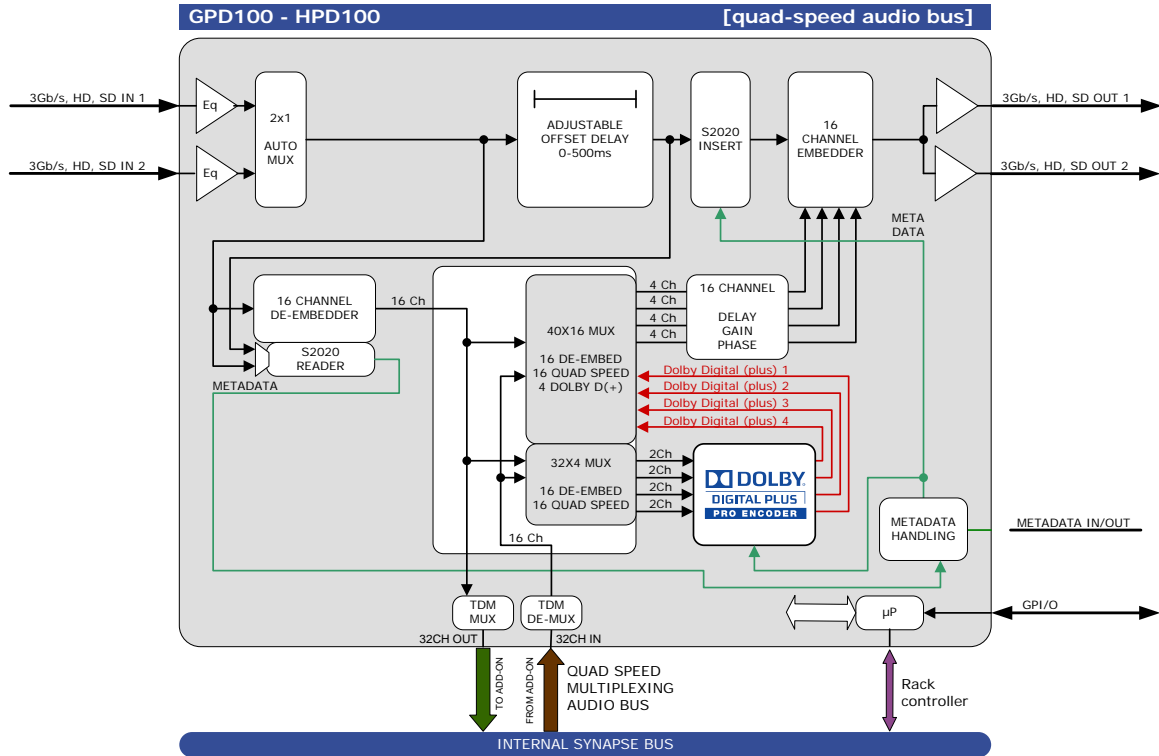 GPD100 - HPD100
[quad-speed audio bus]
3Gb/s, HD, SD IN 1
3Gb/s, HD, SD IN 2
Eq
Eq
2x1
AUTO
MUX
ADJUSTABLE
OFFSET DELAY
0-500ms
S2020
INSERT
16
CHANNEL
EMBEDDER
3Gb/s, HD, SD OUT 1
3Gb/s, HD, SD OUT 2
META
DATA
16 CHANNEL
DE-EMBEDDER
16 Ch
S2020
READER
METADATA
40X16 MUX
16 DE-EMBED
16 QUAD SPEED
4 DOLBY D(+)
4 Ch
4 Ch
4 Ch
4 Ch
16 CHANNEL
DELAY
GAIN
PHASE
Dolby Digital (plus) 1
Dolby Digital (plus) 2
Dolby Digital (plus) 3
Dolby Digital (plus) 4
32X4 MUX
16 DE-EMBED
16 QUAD SPEED
2Ch
2Ch
2Ch
2Ch
DOLBY
DIGITAL PLUS
PRO ENCODER
METADATA
HANDLING
METADATA IN/OUT
16 Ch
TDM
MUX
TDM
DE-MUX
µP
GPI/O
32CH OUT
32CH IN
TO ADD-ON
FROM ADD-ON
QUAD SPEED
MULTIPLEXING
AUDIO BUS
Rack
controller
INTERNAL SYNAPSE BUS